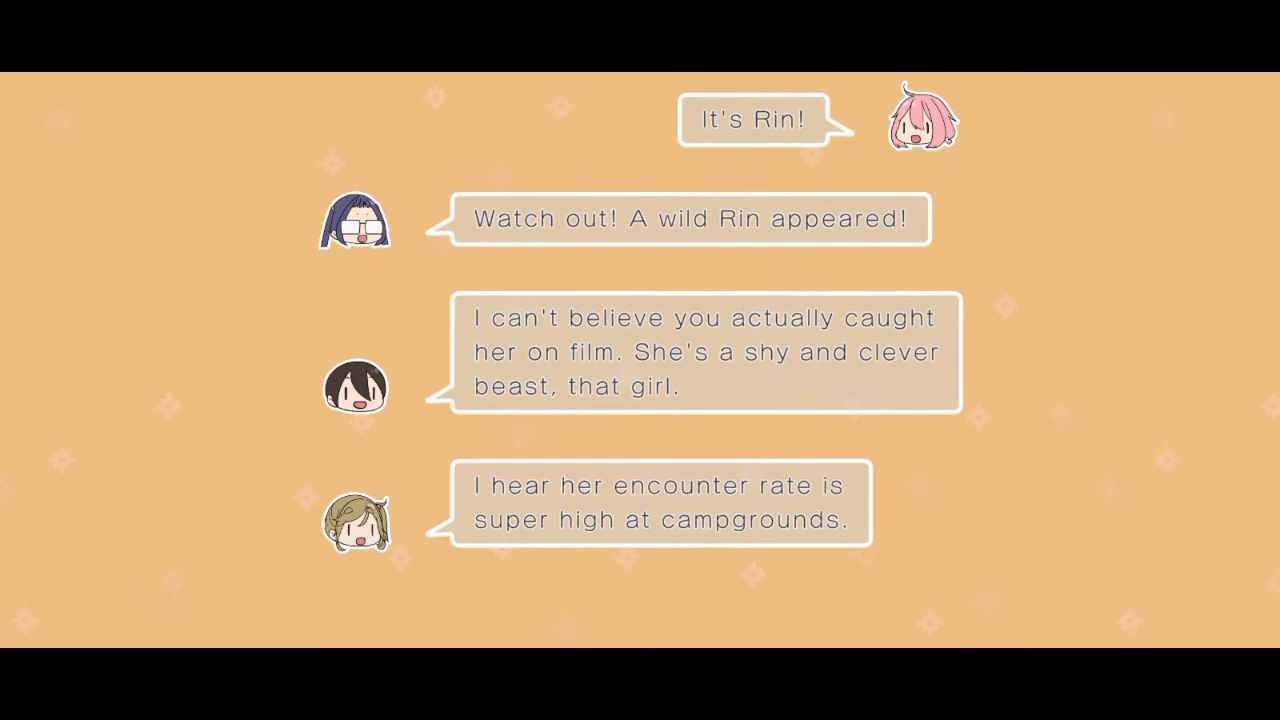 It's Rin!
Watch out! A wild Rin appeared!
I can't believe you actually caught
her on film. She's a shy and clever
beast, that girl.
I hear her encounter rate is
super high at campgrounds.